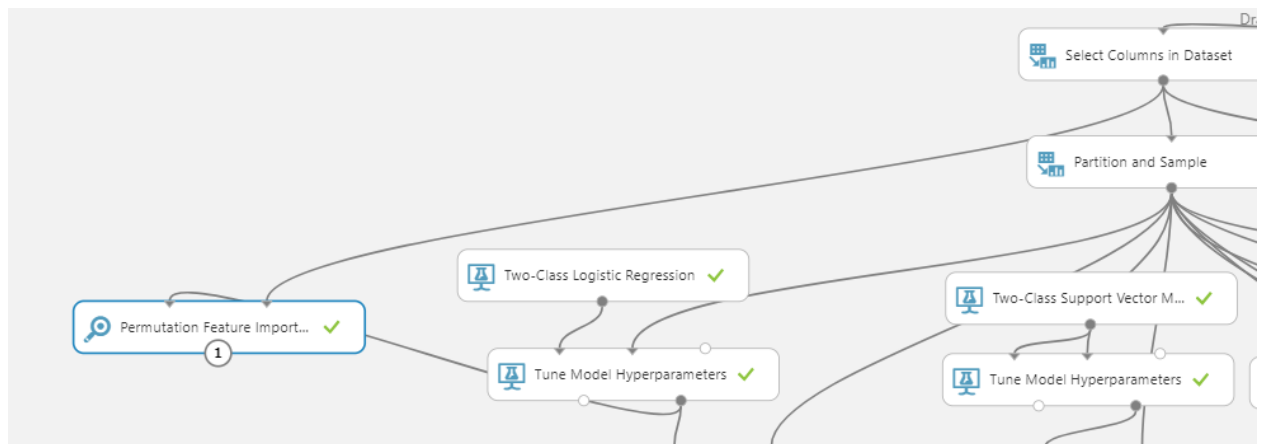 Select Columns in Dataset
Partition and Sample
Two-Class Logistic Regression
Two-Class Support Vector M...
Permutation Feature Import...
1
Tune Model Hyperparameters
Tune Model Hyperparameters